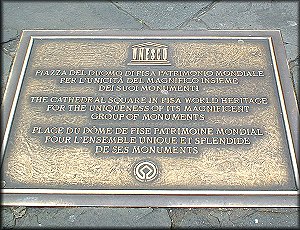 UNESCO
PIAZZA DEL DUOMO DI PISA PATRIMONIO MONDIALE
PER L'UNICITÀ DEL MAGNIFICO INSIEME
DEI SUOI MONUMENTI
THE CATHEDRAL SQUARE IN PISA WORLD HERITAGE
FOR THE UNIQUENESS OF ITS MAGNIFICENT
GROUP OF MONUMENTS
PLACE DU DÔME DE PISE PATRIMOINE MONDIAL
POUR L'ENSEMBLE UNIQUE ET SPLENDIDE
DE SES MONUMENTS